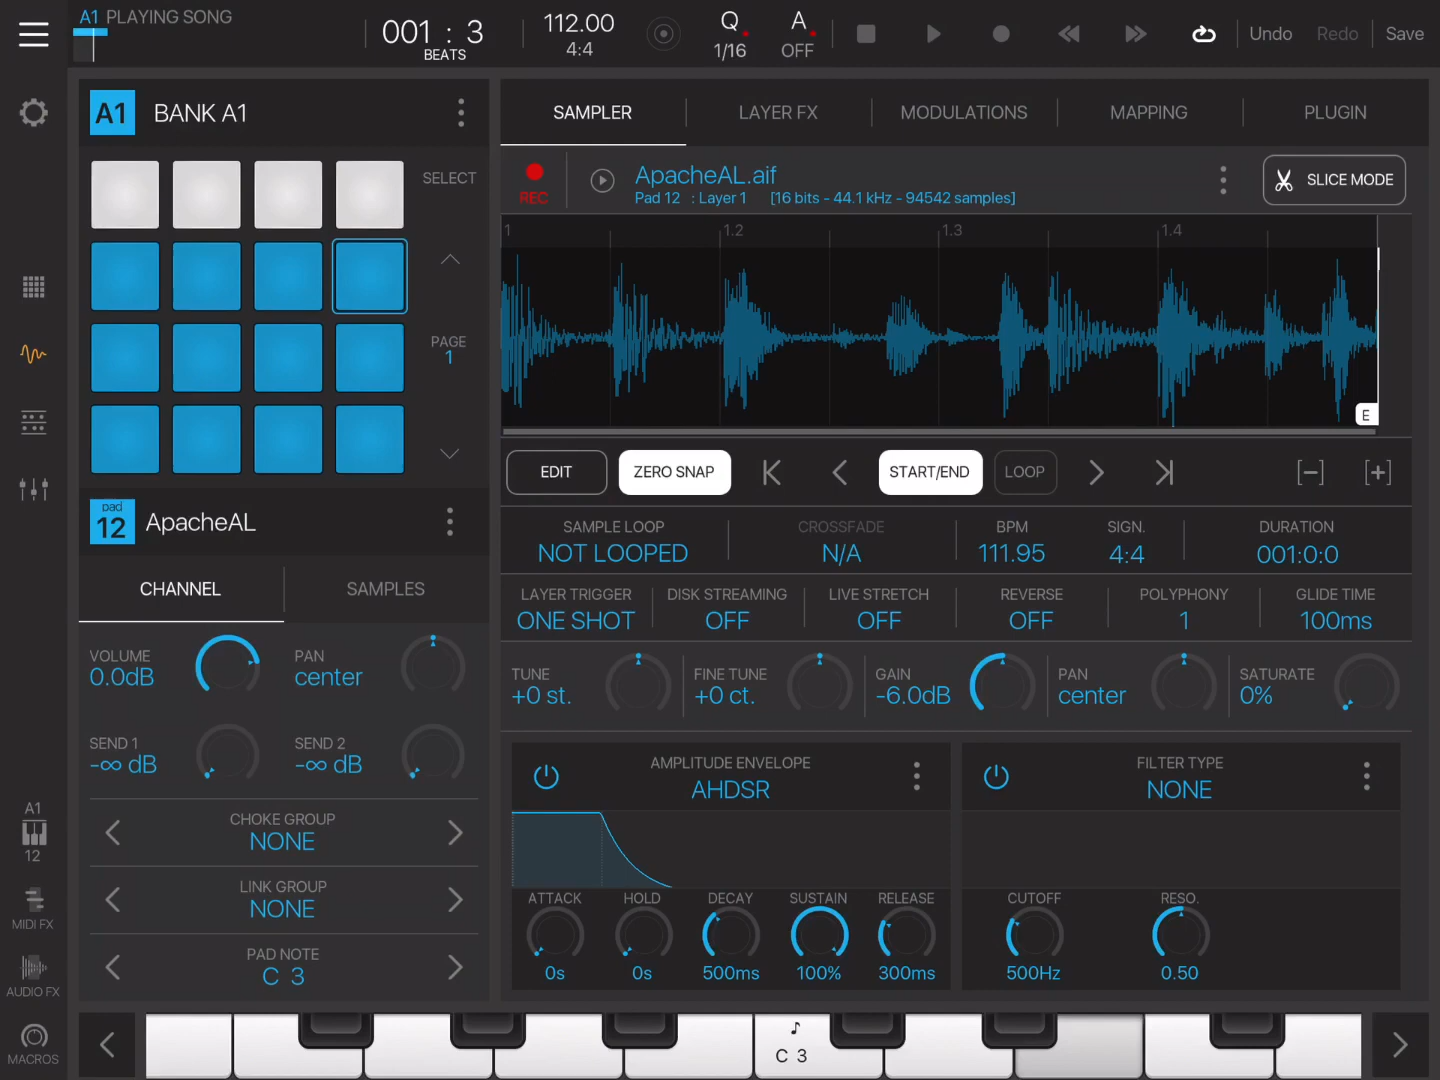 A1 PLAYING SONG
001 : 3
BEATS
112.00
4:4
Q
1/16
A
OFF
Undo
Redo
Save
A1 BANK A1
SELECT
PAGE
1
pad
12
ApacheAL
CHANNEL
SAMPLES
VOLUME
0.0dB
PAN
center
SEND 1
-∞ dB
SEND 2
-∞ dB
CHOKE GROUP
NONE
LINK GROUP
NONE
PAD NOTE
C 3
A1
12
MIDI FX
AUDIO FX
MACROS
SAMPLER
LAYER FX
MODULATIONS
MAPPING
PLUGIN
REC
ApacheAL.aif
Pad 12 : Layer 1 [16 bits - 44.1 kHz - 94542 samples]
SLICE MODE
1
1.2
1.3
1.4
E
EDIT
ZERO SNAP
START/END
LOOP
[-]
[+]
SAMPLE LOOP
NOT LOOPED
CROSSFADE
N/A
BPM
111.95
SIGN.
4:4
DURATION
001:0:0
LAYER TRIGGER
ONE SHOT
DISK STREAMING
OFF
LIVE STRETCH
OFF
REVERSE
OFF
POLYPHONY
1
GLIDE TIME
100ms
TUNE
+0 st.
FINE TUNE
+0 ct.
GAIN
-6.0dB
PAN
center
SATURATE
0%
AMPLITUDE ENVELOPE
AHDSR
ATTACK
0s
HOLD
0s
DECAY
500ms
SUSTAIN
100%
RELEASE
300ms
FILTER TYPE
NONE
CUTOFF
500Hz
RESO.
0.50
C 3